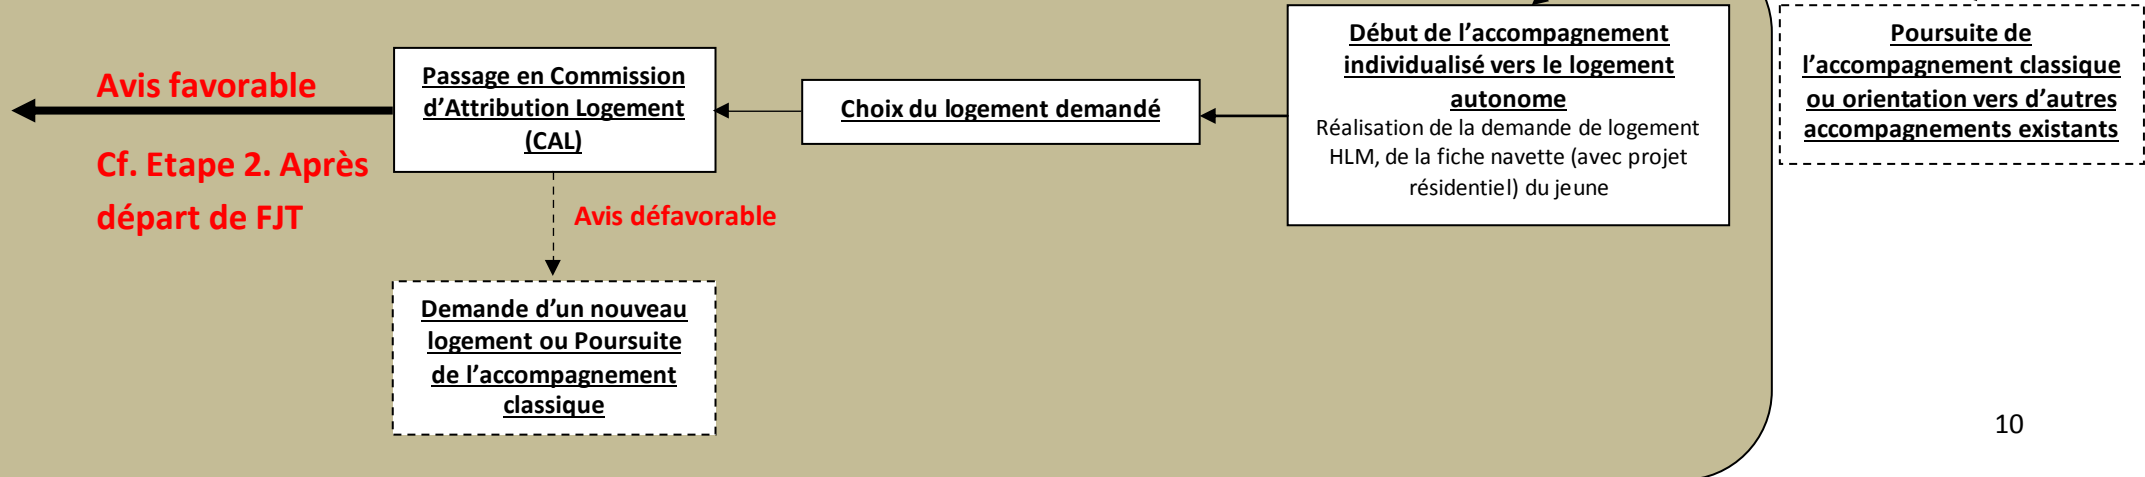 Avis favorable
Cf. Etape 2. Après
départ de FJT
Passage en Commission
d’Attribution Logement
(CAL)
Avis défavorable
Demande d’un nouveau
logement ou Poursuite
de l’accompagnement
classique
Choix du logement demandé
Début de l’accompagnement
individualisé vers le logement
autonome
Réalisation de la demande de logement
HLM, de la fiche navette (avec projet
résidentiel) du jeune
Poursuite de
l’accompagnement classique
ou orientation vers d’autres
accompagnements existants
10